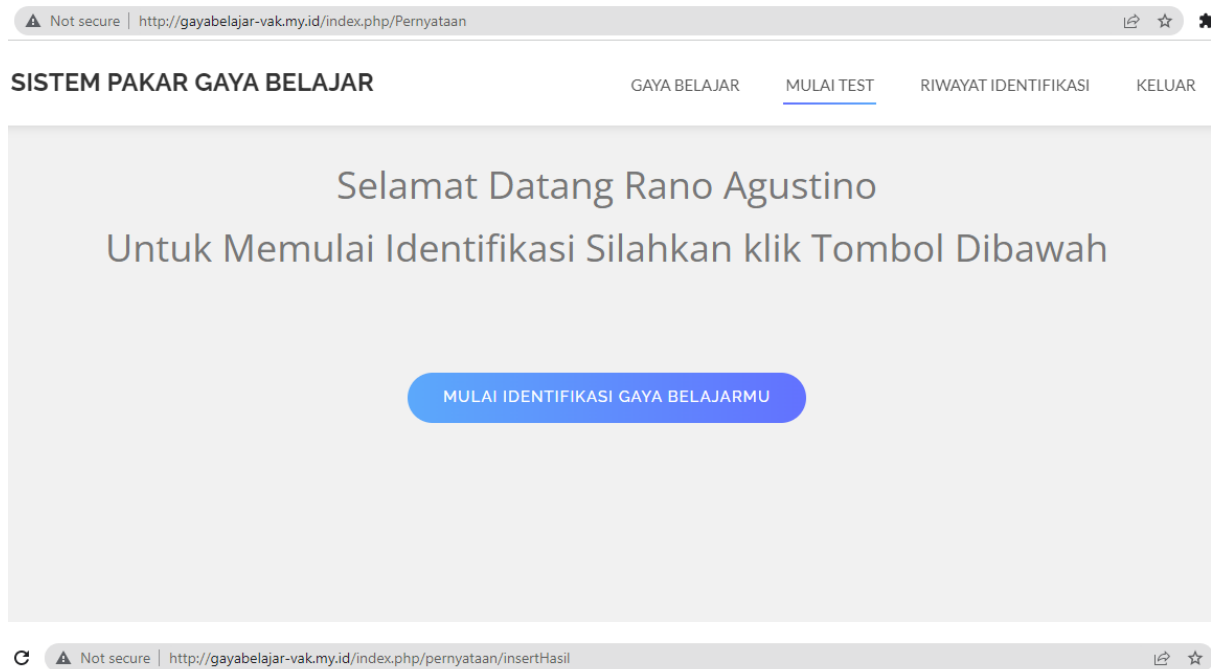 Not secure | http://gayabelajar-vak.my.id/index.php/Pernyataan
SISTEM PAKAR GAYA BELAJAR GAYA BELAJAR MULAI TEST RIWAYAT IDENTIFIKASI KELUAR
Selamat Datang Rano Agustino
Untuk Memulai Identifikasi Silahkan klik Tombol Dibawah
MULAI IDENTIFIKASI GAYA BELAJARMU
Not secure | http://gayabelajar-vak.my.id/index.php/pernyataan/insertHasil